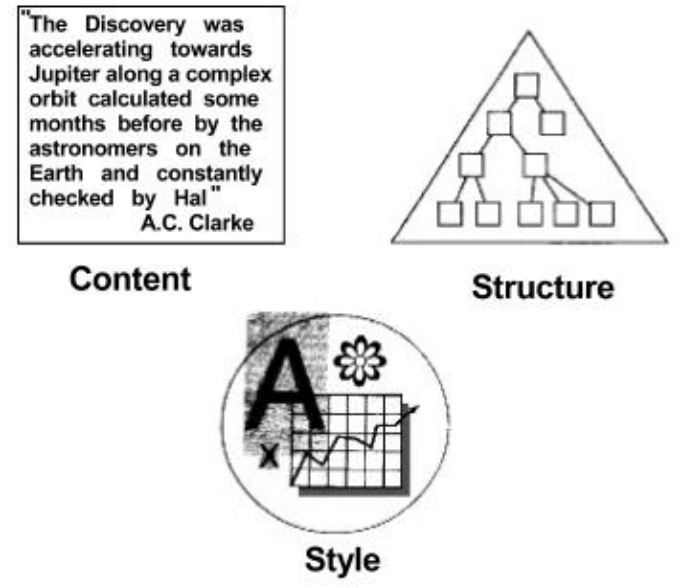 "The Discovery was
accelerating towards
Jupiter along a complex
orbit calculated some
months before by the
astronomers on the
Earth and constantly
checked by Hal"
A.C. Clarke
Content
Structure
A
x
Style